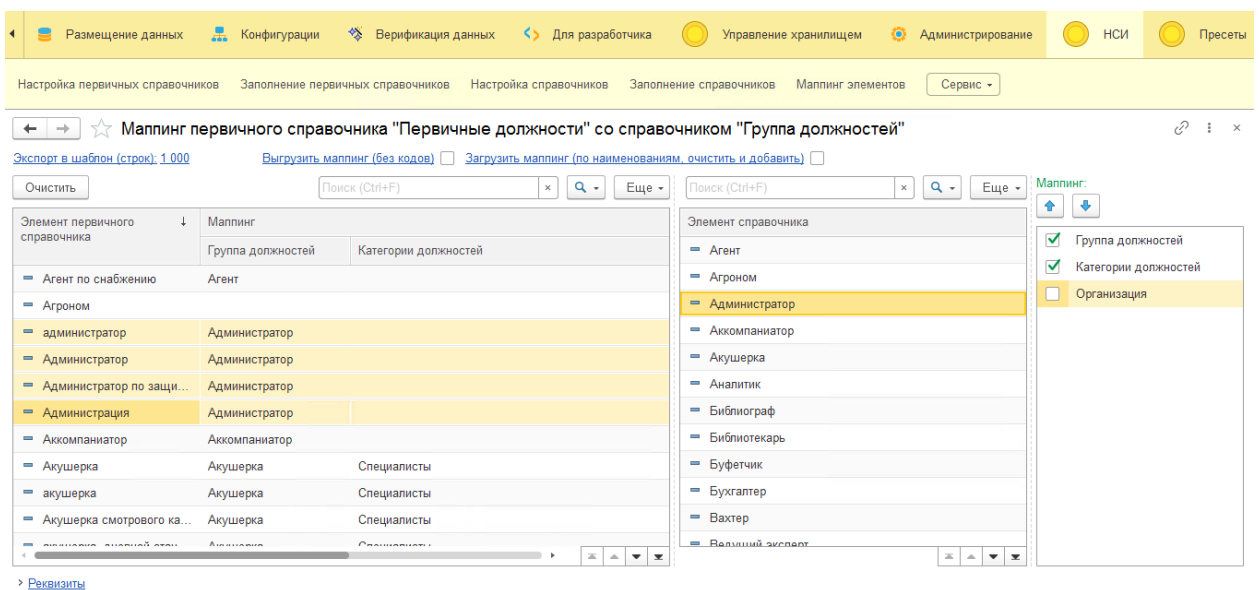 Размещение данных Конфигурации Верификация данных Для разработчика Управление хранилищем Администрирование НСИ Пресеты
Настройка первичных справочников Заполнение первичных справочников Настройка справочников Заполнение справочников Маппинг элементов Сервис
Маппинг первичного справочника "Первичные должности" со справочником "Группа должностей"
Экспорт в шаблон (строк): 1 000 Выгрузить маппинг (без кодов) Загрузить маппинг (по наименованиям, очистить и добавить)
Очистить Поиск (Ctrl+F) × Еще Поиск (Ctrl+F) × Еще Маппинг:
Элемент первичного справочника ↓ Маппинг Элемент справочника
Группа должностей Категории должностей
Агент по снабжению Агент
Агроном
администратор Администратор
Администратор Администратор
Администратор по защи... Администратор
Администрация Администратор
Аккомпаниатор Аккомпаниатор
Акушерка Акушерка Специалисты
акушерка Акушерка Специалисты
Акушерка смотрового ка... Акушерка Специалисты
Агент
Агроном
Администратор
Аккомпаниатор
Акушерка
Аналитик
Библиограф
Библиотекарь
Буфетчик
Бухгалтер
Вахтер
Ведущий эксперт
Группа должностей
Категории должностей
Организация
Реквизиты